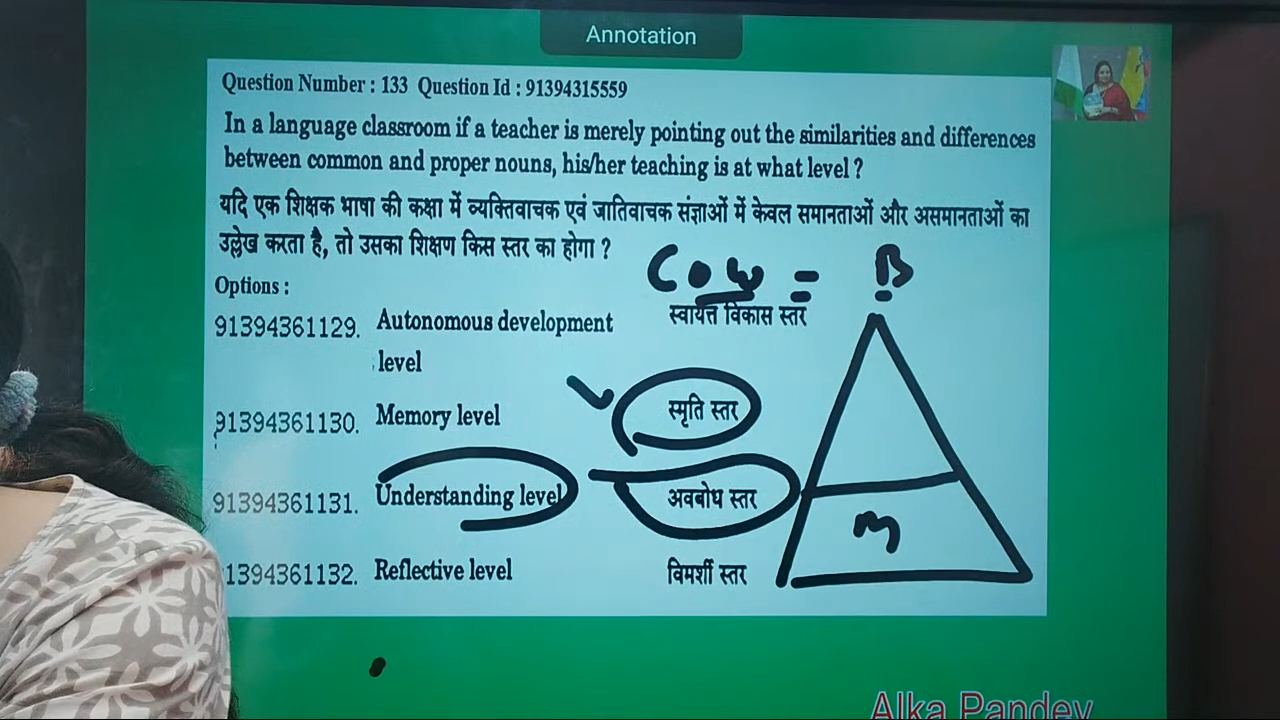 Annotation
Question Number : 133 Question Id : 91394315559
In a language classroom if a teacher is merely pointing out the similarities and differences
between common and proper nouns, his/her teaching is at what level ?
यदि एक शिक्षक भाषा की कक्षा में व्यक्तिवाचक एवं जातिवाचक संज्ञाओं में केवल समानताओं और असमानताओं का
उल्लेख करता है, तो उसका शिक्षण किस स्तर का होगा ?
Cow = B
Options :
91394361129. Autonomous development स्वायत्त विकास स्तर
level
91394361130. Memory level स्मृति स्तर
91394361131. Understanding level अवबोध स्तर
M
1394361132. Reflective level विमर्शी स्तर
Alka Pandey